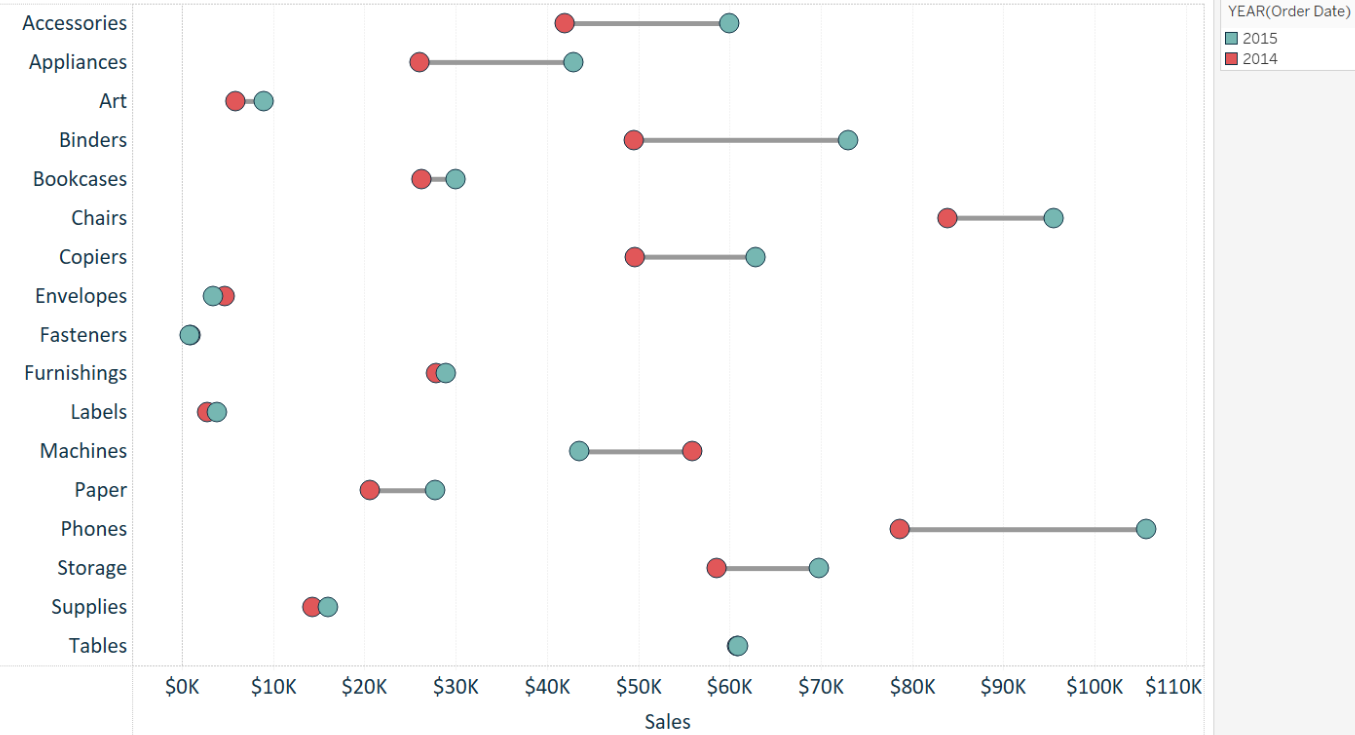 Accessories
Appliances
Art
Binders
Bookcases
Chairs
Copiers
Envelopes
Fasteners
Furnishings
Labels
Machines
Paper
Phones
Storage
Supplies
Tables
$0K $10K $20K $30K $40K $50K $60K $70K $80K $90K $100K $110K
Sales
YEAR(Order Date)
2015
2014